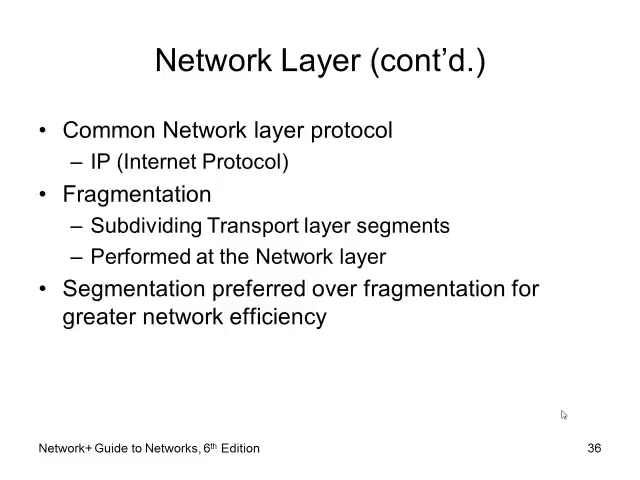 Network Layer (cont’d.)
• Common Network layer protocol
– IP (Internet Protocol)
• Fragmentation
– Subdividing Transport layer segments
– Performed at the Network layer
• Segmentation preferred over fragmentation for
greater network efficiency
Network+ Guide to Networks, 6th Edition
36